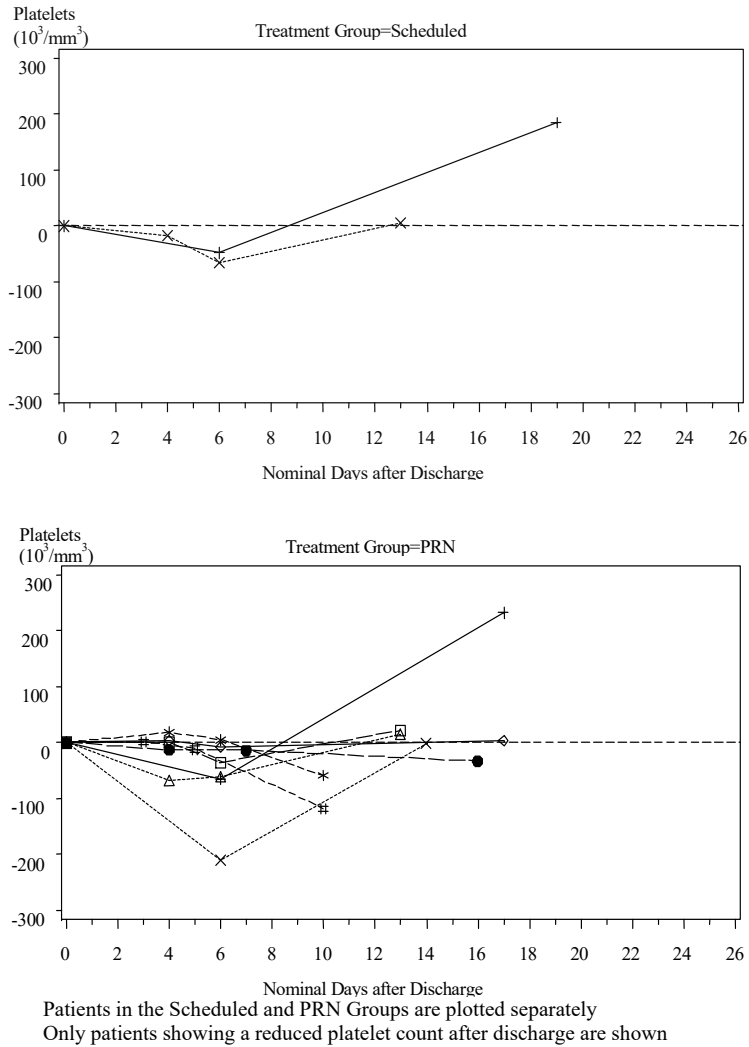 Platelets
(10³/mm³)
Treatment Group=Scheduled
300
200
100
0
-100
-200
-300
0 2 4 6 8 10 12 14 16 18 20 22 24 26
Nominal Days after Discharge
Platelets
(10³/mm³)
Treatment Group=PRN
300
200
100
0
-100
-200
-300
0 2 4 6 8 10 12 14 16 18 20 22 24 26
Nominal Days after Discharge
Patients in the Scheduled and PRN Groups are plotted separately
Only patients showing a reduced platelet count after discharge are shown